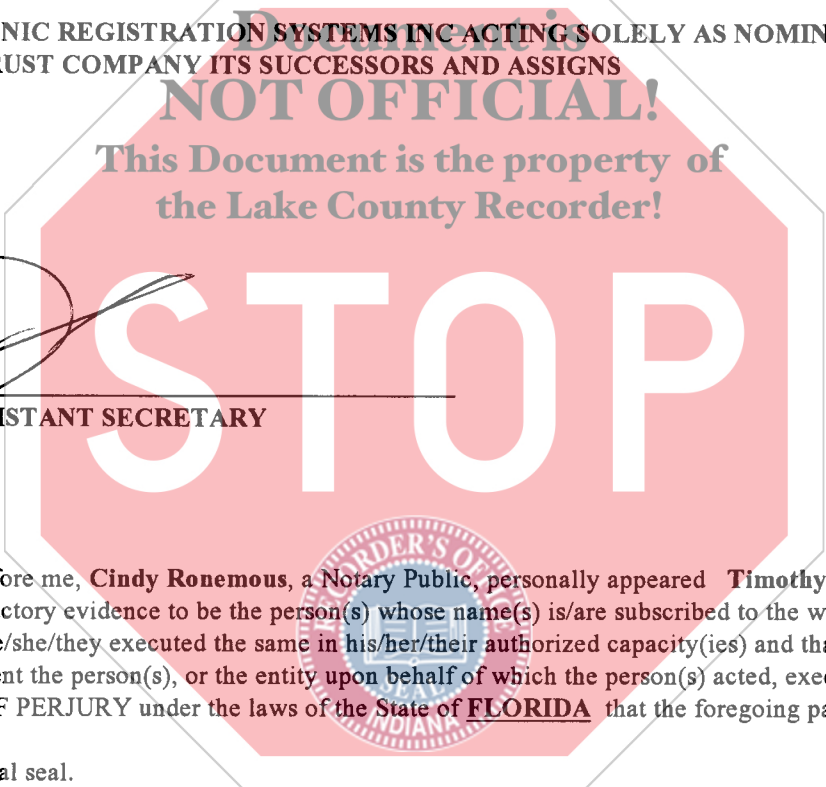 NIC REGISTRATION SYSTEMS INC ACTING SOLELY AS NOMIN
RUST COMPANY ITS SUCCESSORS AND ASSIGNS
Document is
NOT OFFICIAL!
This Document is the property of
the Lake County Recorder!
STOP
ISTANT SECRETARY
RECORDER'S OFFICE
SEAL
INDIANA
ore me, Cindy Ronemous, a Notary Public, personally appeared Timothy
ctory evidence to be the person(s) whose name(s) is/are subscribed to the w
e/she/they executed the same in his/her/their authorized capacity(ies) and tha
ent the person(s), or the entity upon behalf of which the person(s) acted, exec
F PERJURY under the laws of the State of FLORIDA that the foregoing pa
al seal.